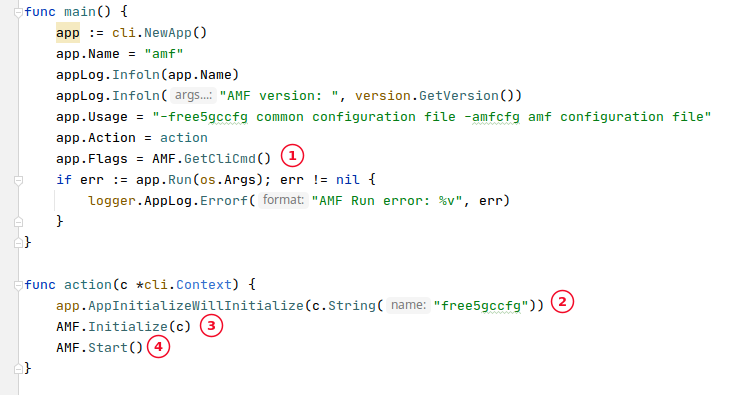 func main() {
    app := cli.NewApp()
    app.Name = "amf"
    appLog.Infoln(app.Name)
    appLog.Infoln( args...: "AMF version: ", version.GetVersion())
    app.Usage = "-free5gccfg common configuration file -amfcfg amf configuration file"
    app.Action = action
    app.Flags = AMF.GetCliCmd() 1
    if err := app.Run(os.Args); err != nil {
        logger.AppLog.Errorf( format: "AMF Run error: %v", err)
    }
}
func action(c *cli.Context) {
    app.AppInitializeWillInitialize(c.String( name: "free5gccfg")) 2
    AMF.Initialize(c) 3
    AMF.Start() 4
}